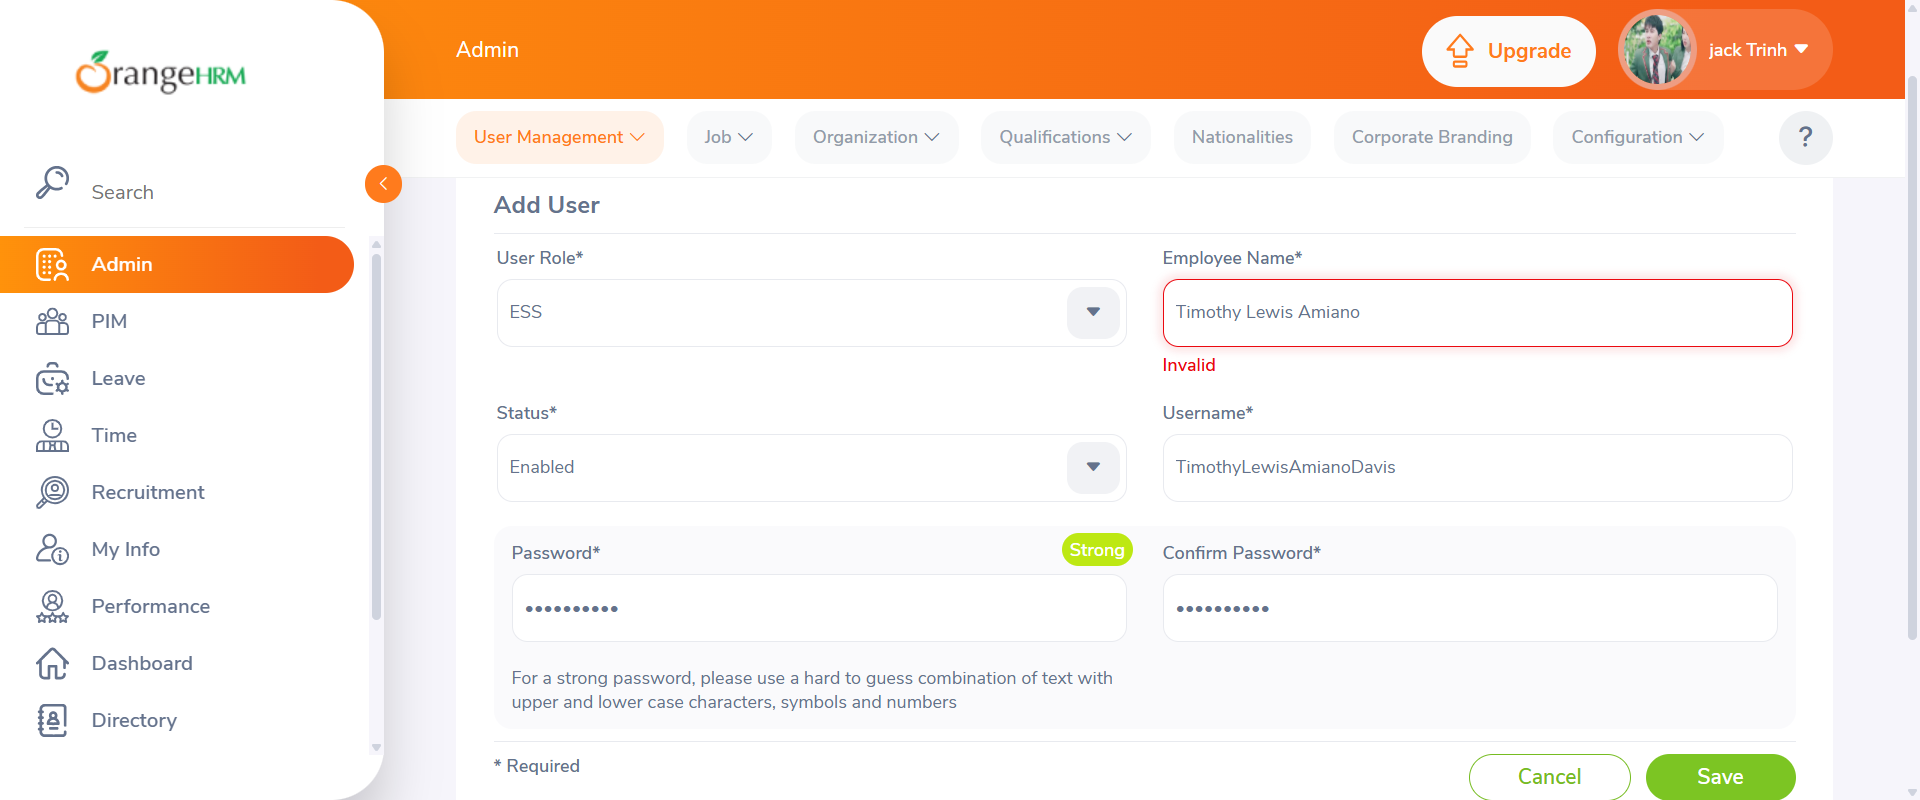 OrangeHRM
Search
Admin
PIM
Leave
Time
Recruitment
My Info
Performance
Dashboard
Directory
Admin
Upgrade
jack Trinh
User Management
Job
Organization
Qualifications
Nationalities
Corporate Branding
Configuration
?
Add User
User Role*
Employee Name*
ESS
Timothy Lewis Amiano
Invalid
Status*
Username*
Enabled
TimothyLewisAmianoDavis
Password*
Strong
Confirm Password*
••••••••••
••••••••••
For a strong password, please use a hard to guess combination of text with
upper and lower case characters, symbols and numbers
* Required
Cancel
Save